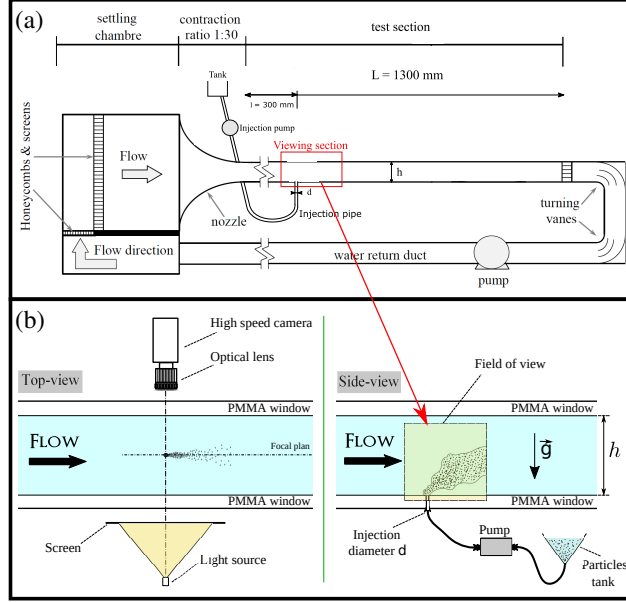 (a)
settling
chambre
contraction
ratio 1:30
test section
L = 1300 mm
Tank
l = 300 mm
Injection pump
Viewing section
Honeycombs & screens
Flow
h
d
Injection pipe
nozzle
turning
vanes
Flow direction
water return duct
pump
(b)
High speed camera
Optical lens
Top-view
PMMA window
FLOW
Focal plan
PMMA window
Screen
Light source
Field of view
Side-view
PMMA window
FLOW
g
h
PMMA window
Injection
diameter d
Pump
Particles
tank